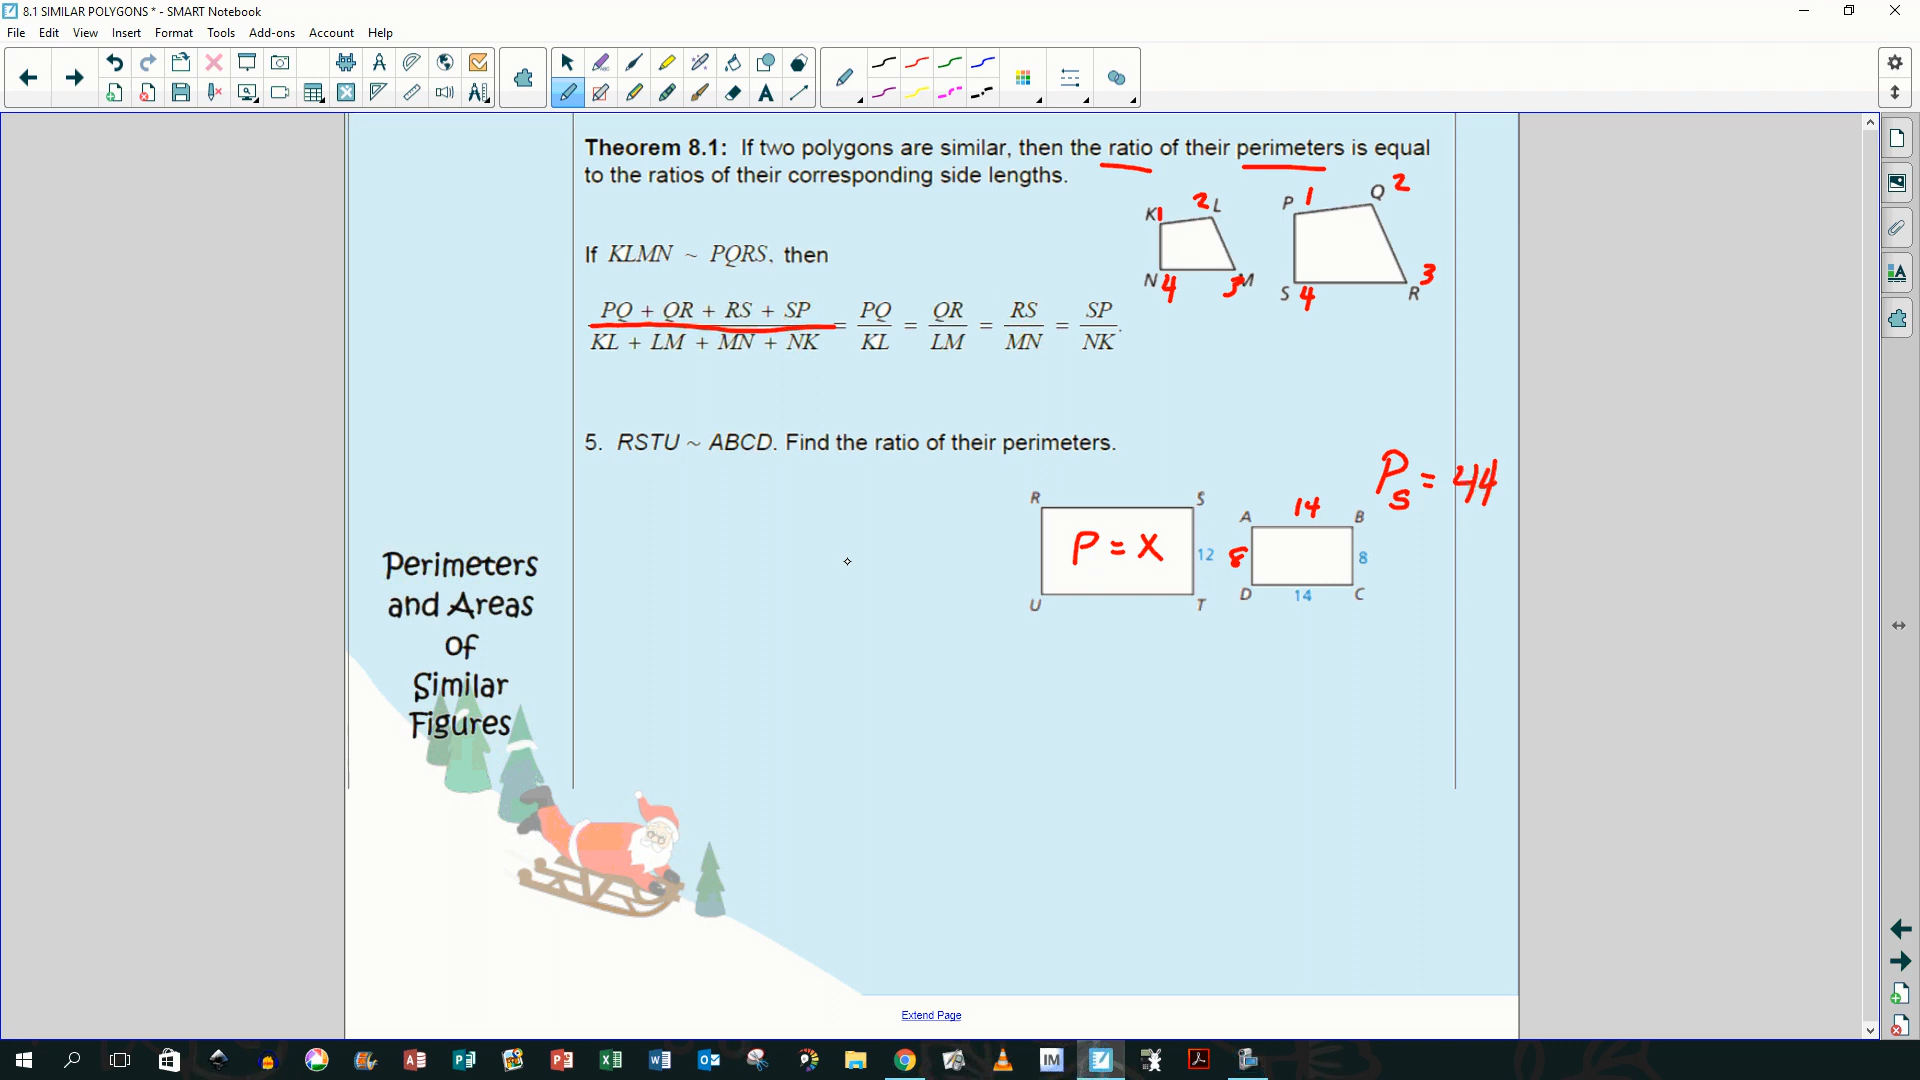 8.1 SIMILAR POLYGONS * - SMART Notebook
File Edit View Insert Format Tools Add-ons Account Help
Theorem 8.1: If two polygons are similar, then the ratio of their perimeters is equal
to the ratios of their corresponding side lengths.
K 1 2 L
N 4 3 M
P 1 Q 2
S 4 R 3
If KLMN ~ PQRS, then
PQ + QR + RS + SP / KL + LM + MN + NK = PQ / KL = QR / LM = RS / MN = SP / NK.
5. RSTU ~ ABCD. Find the ratio of their perimeters.
P_S = 44
R S
P = X
12
U T
A 14 B
8 8
D 14 C
Perimeters
and Areas
of
Similar
Figures
Extend Page
IM